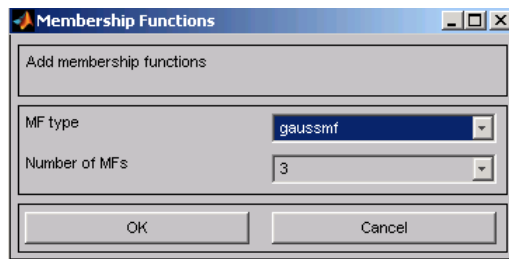 Membership Functions
Add membership functions
MF type
gaussmf
Number of MFs
3
OK
Cancel